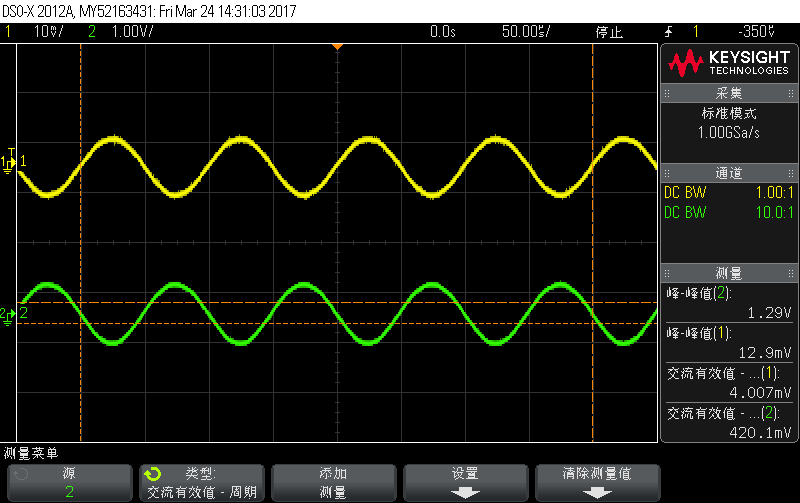 DSO-X 2012A, MY52163431: Fri Mar 24 14:31:03 2017
1 10mV/ 2 1.00V/ 0.0s 50.00us/ 停止 1 -350uV
KEYSIGHT
TECHNOLOGIES
采集
标准模式
1.00GSa/s
通道
DC BW 1.00:1
DC BW 10.0:1
测量
峰-峰值(2):
1.29V
峰-峰值(1):
12.9mV
交流有效值 - ...(1):
4.007mV
交流有效值 - ...(2):
420.1mV
T
1 1
2 2
测量菜单
源
2
类型:
交流有效值 - 周期
添加
测量
设置
清除测量值